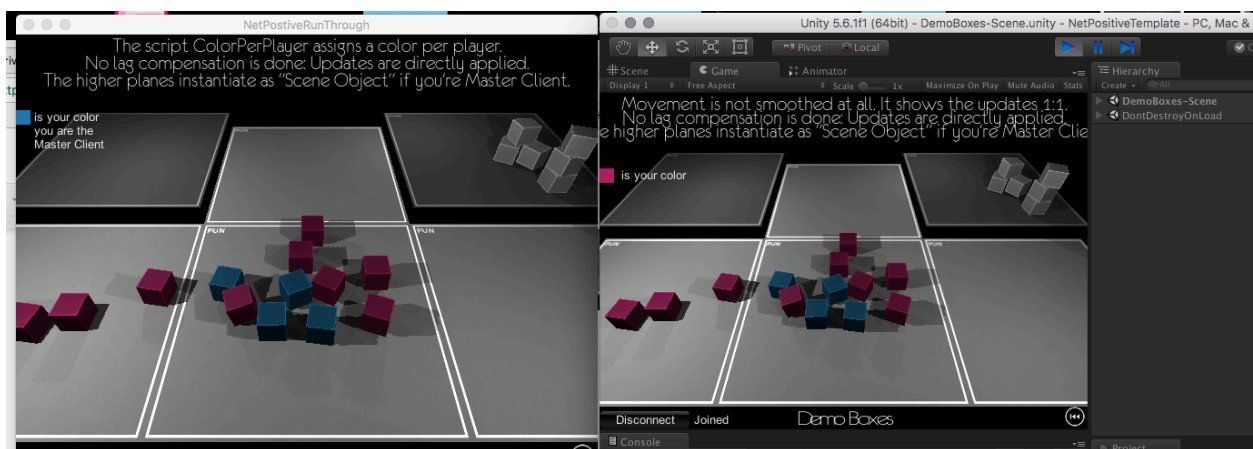 NetPostiveRunThrough
The script ColorPerPlayer assigns a color per player.
No lag compensation is done: Updates are directly applied.
The higher planes instantiate as "Scene Object" if you're Master Client.
is your color
you are the
Master Client
PUN
PUN
PUN
Unity 5.6.1f1 (64bit) - DemoBoxes-Scene.unity - NetPositiveTemplate - PC, Mac &
Pivot
Local
Scene
Game
Animator
Display 1
Free Aspect
Scale
1x
Maximize On Play
Mute Audio
Stats
Movement is not smoothed at all. It shows the updates 1:1.
No lag compensation is done: Updates are directly applied.
e higher planes instantiate as "Scene Object" if you're Master Clie
is your color
PUN
PUN
PUN
Disconnect
Joined
Demo Boxes
Console
Hierarchy
Create
All
DemoBoxes-Scene
DontDestroyOnLoad
Project